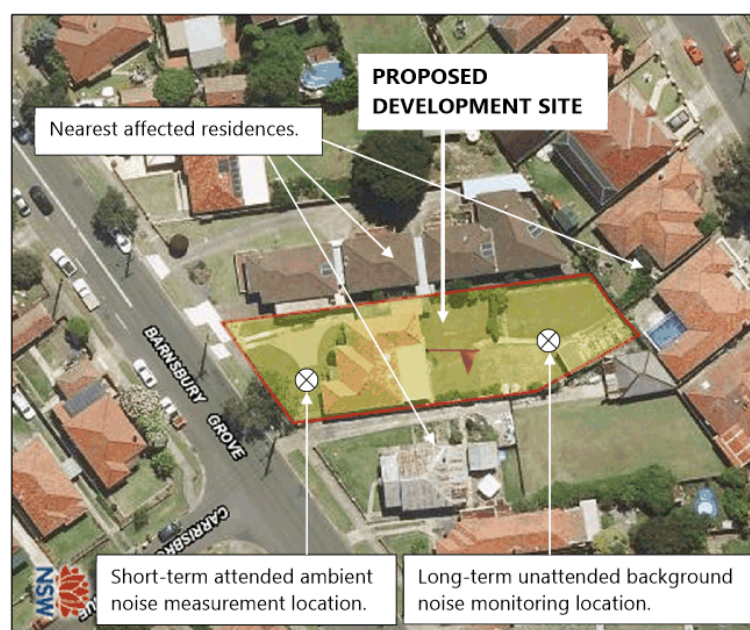 PROPOSED
DEVELOPMENT SITE
Nearest affected residences.
BARNSBURY GROVE
Short-term attended ambient
noise measurement location.
Long-term unattended background
noise monitoring location.
NSW